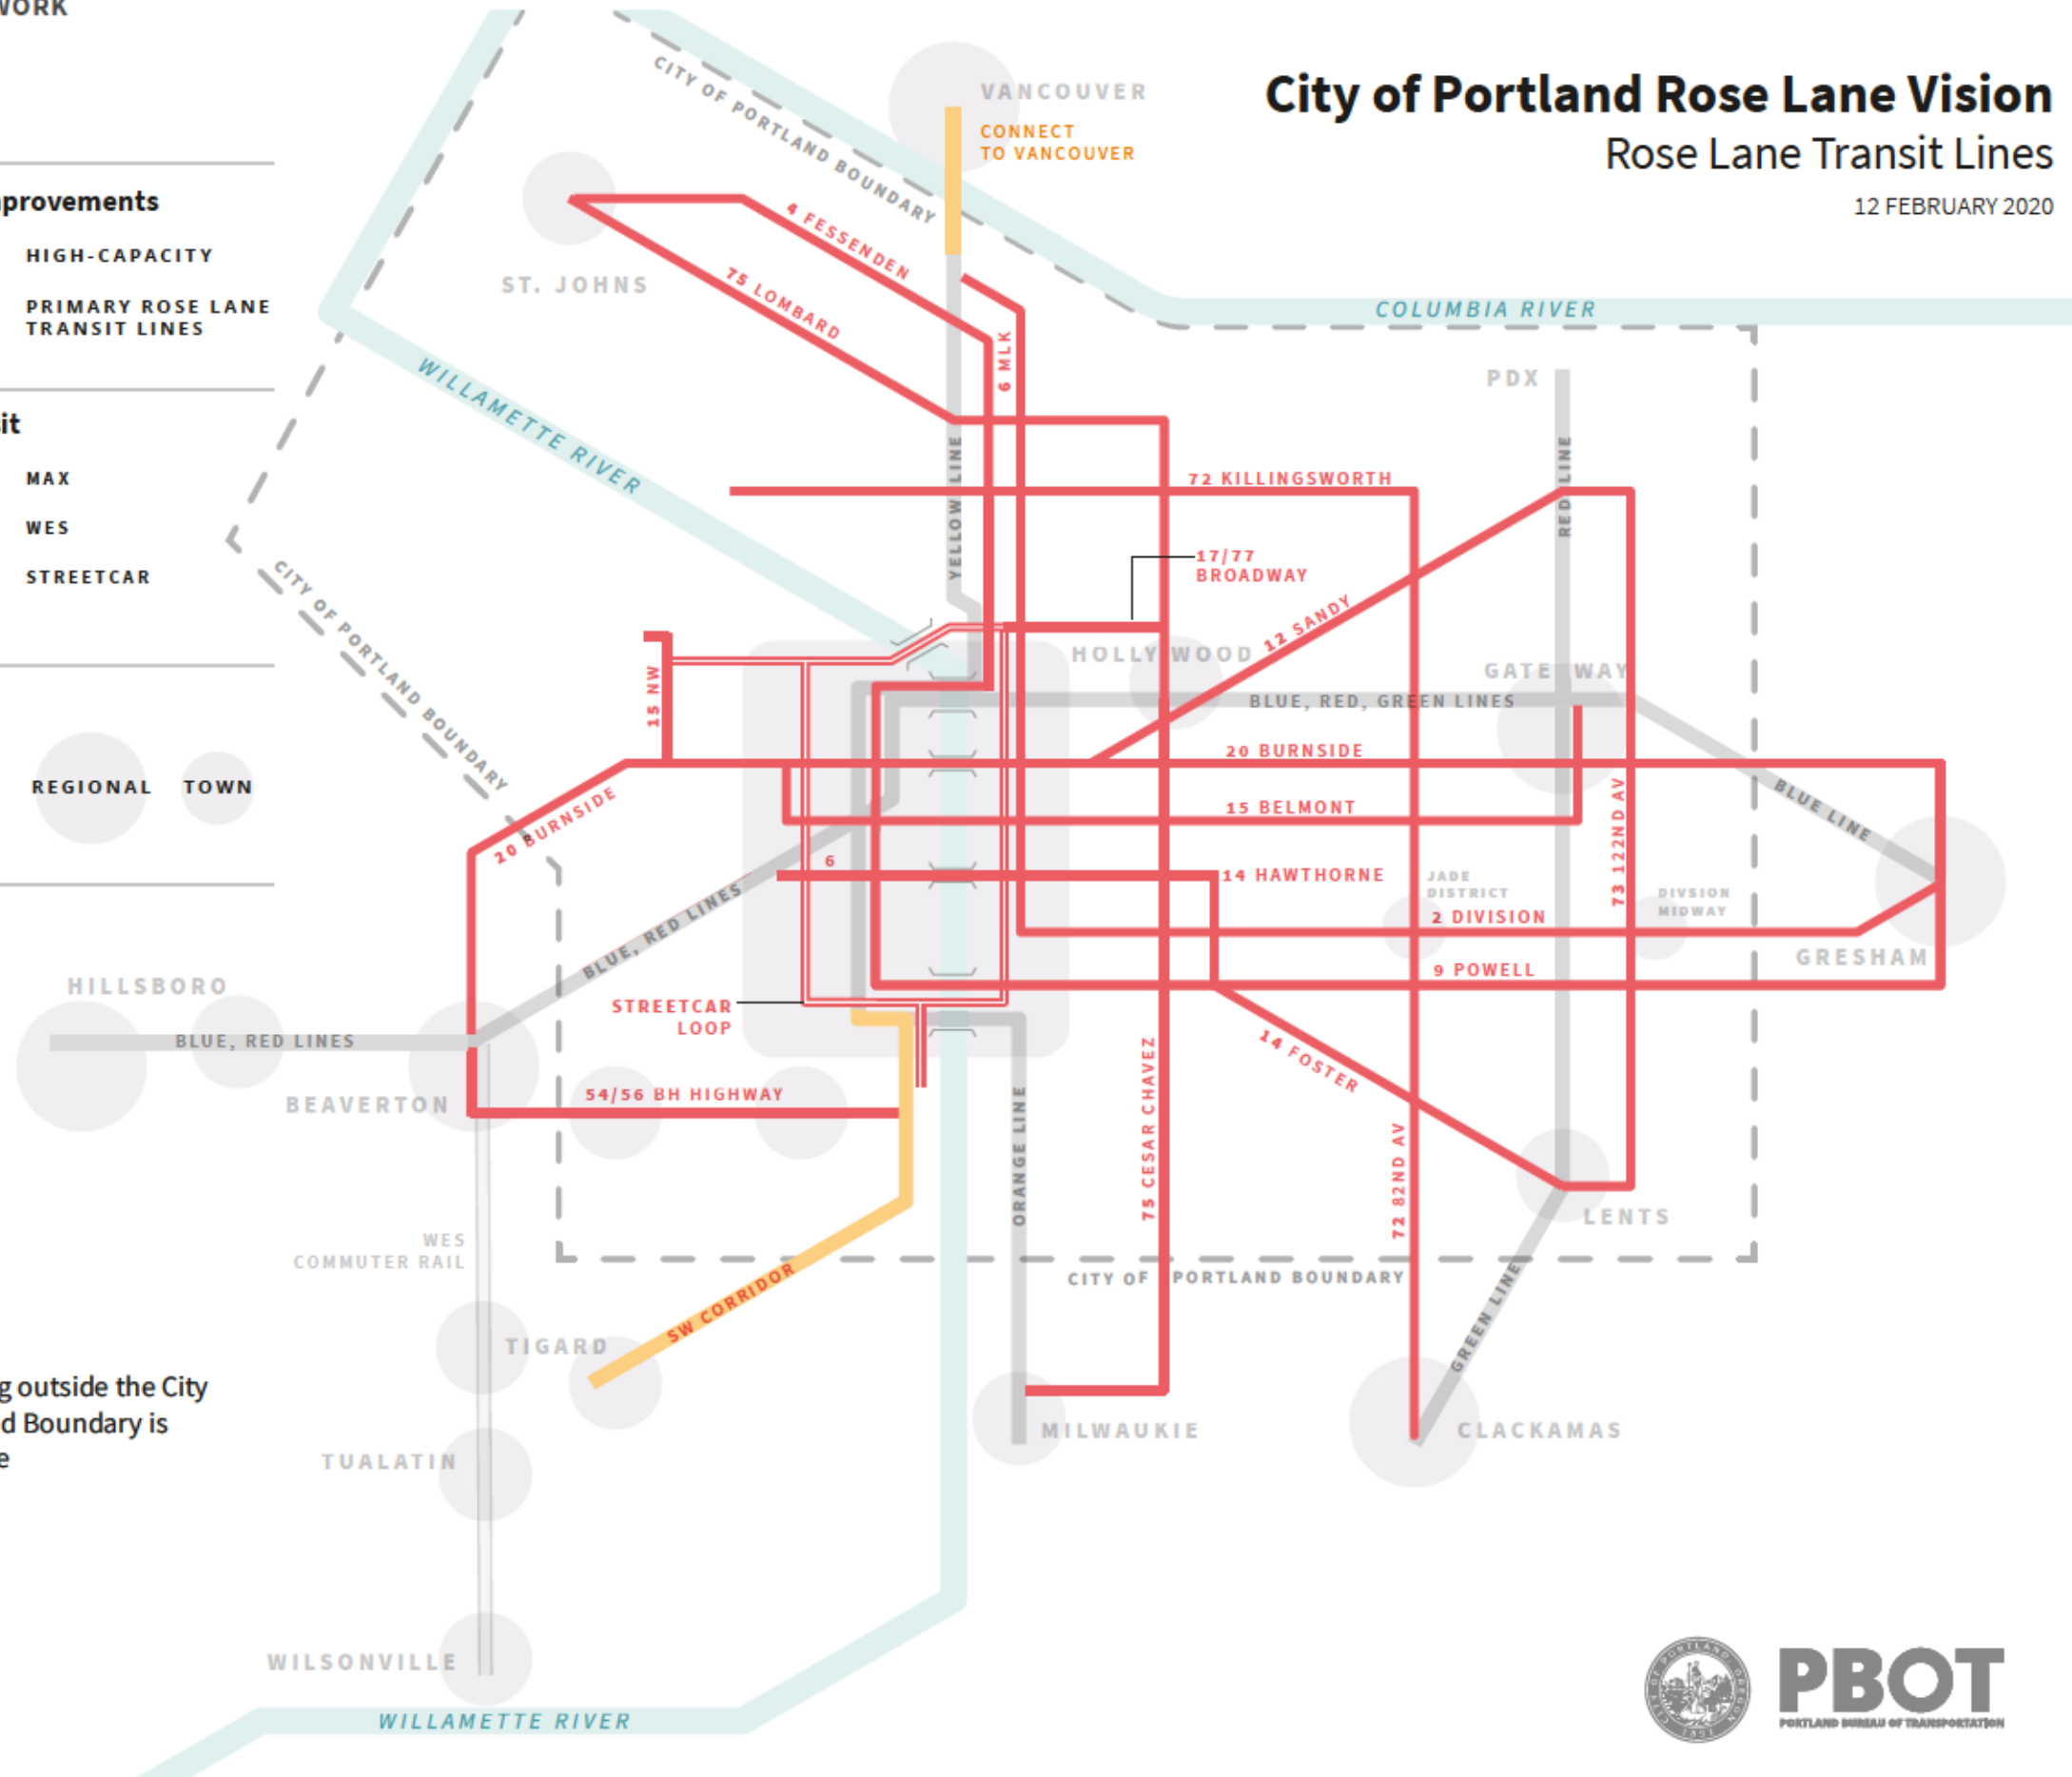 WORK
City of Portland Rose Lane Vision
Rose Lane Transit Lines
12 FEBRUARY 2020
provements
HIGH-CAPACITY
PRIMARY ROSE LANE
TRANSIT LINES
it
MAX
WES
STREETCAR
REGIONAL
TOWN
g outside the City
d Boundary is
e
VANCOUVER
CONNECT
TO VANCOUVER
CITY OF PORTLAND BOUNDARY
4 FESSENDEN
75 LOMBARD
ST. JOHNS
6 MLK
COLUMBIA RIVER
WILLAMETTE RIVER
PDX
YELLOW LINE
RED LINE
72 KILLINGSWORTH
17/77
BROADWAY
12 SANDY
CITY OF PORTLAND BOUNDARY
HOLLYWOOD
GATEWAY
15 NW
BLUE, RED, GREEN LINES
20 BURNSIDE
20 BURNSIDE
15 BELMONT
BLUE LINE
73 122ND AV
6
14 HAWTHORNE
JADE
DISTRICT
DIVSION
MIDWAY
2 DIVISION
BLUE, RED LINES
GRESHAM
9 POWELL
HILLSBORO
STREETCAR
LOOP
BLUE, RED LINES
14 FOSTER
BEAVERTON
54/56 BH HIGHWAY
ORANGE LINE
75 CESAR CHAVEZ
72 82ND AV
LENTS
WES
COMMUTER RAIL
CITY OF PORTLAND BOUNDARY
SW CORRIDOR
GREEN LINE
TIGARD
MILWAUKIE
CLACKAMAS
TUALATIN
WILSONVILLE
WILLAMETTE RIVER
CITY OF PORTLAND, OREGON
1851
PBOT
PORTLAND BUREAU OF TRANSPORTATION